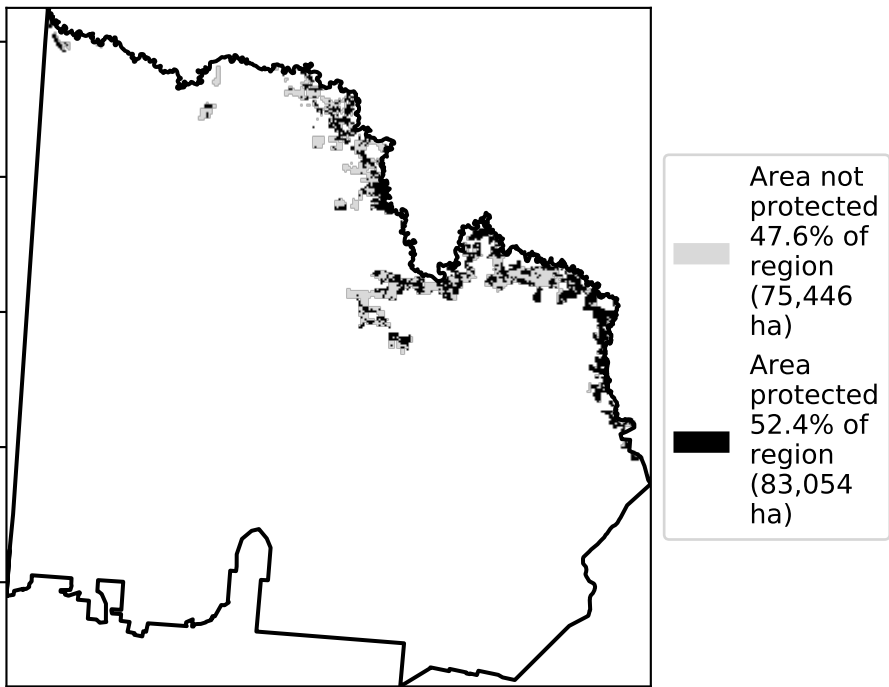 Area not
protected
47.6% of
region
(75,446
ha)
Area
protected
52.4% of
region
(83,054
ha)